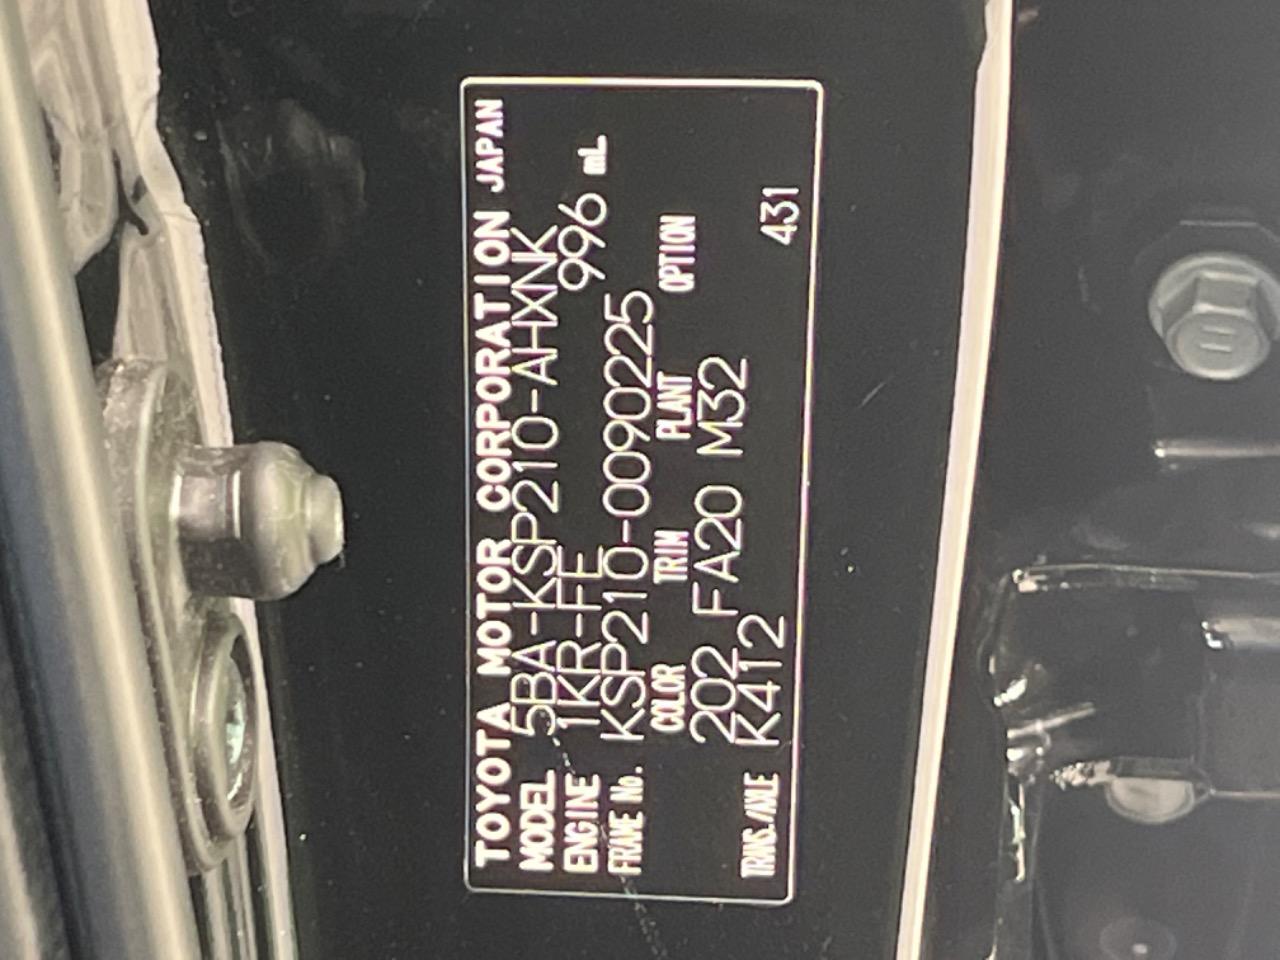 TOYOTA MOTOR CORPORATION JAPAN
MODEL 5BA-KSP210-AHXNK
ENGINE 1KR-FE 996 mL
FRAME No. KSP210-0090225
COLOR TRIM PLANT OPTION
202 FA20 M32
TRANS./AXLE K412 431